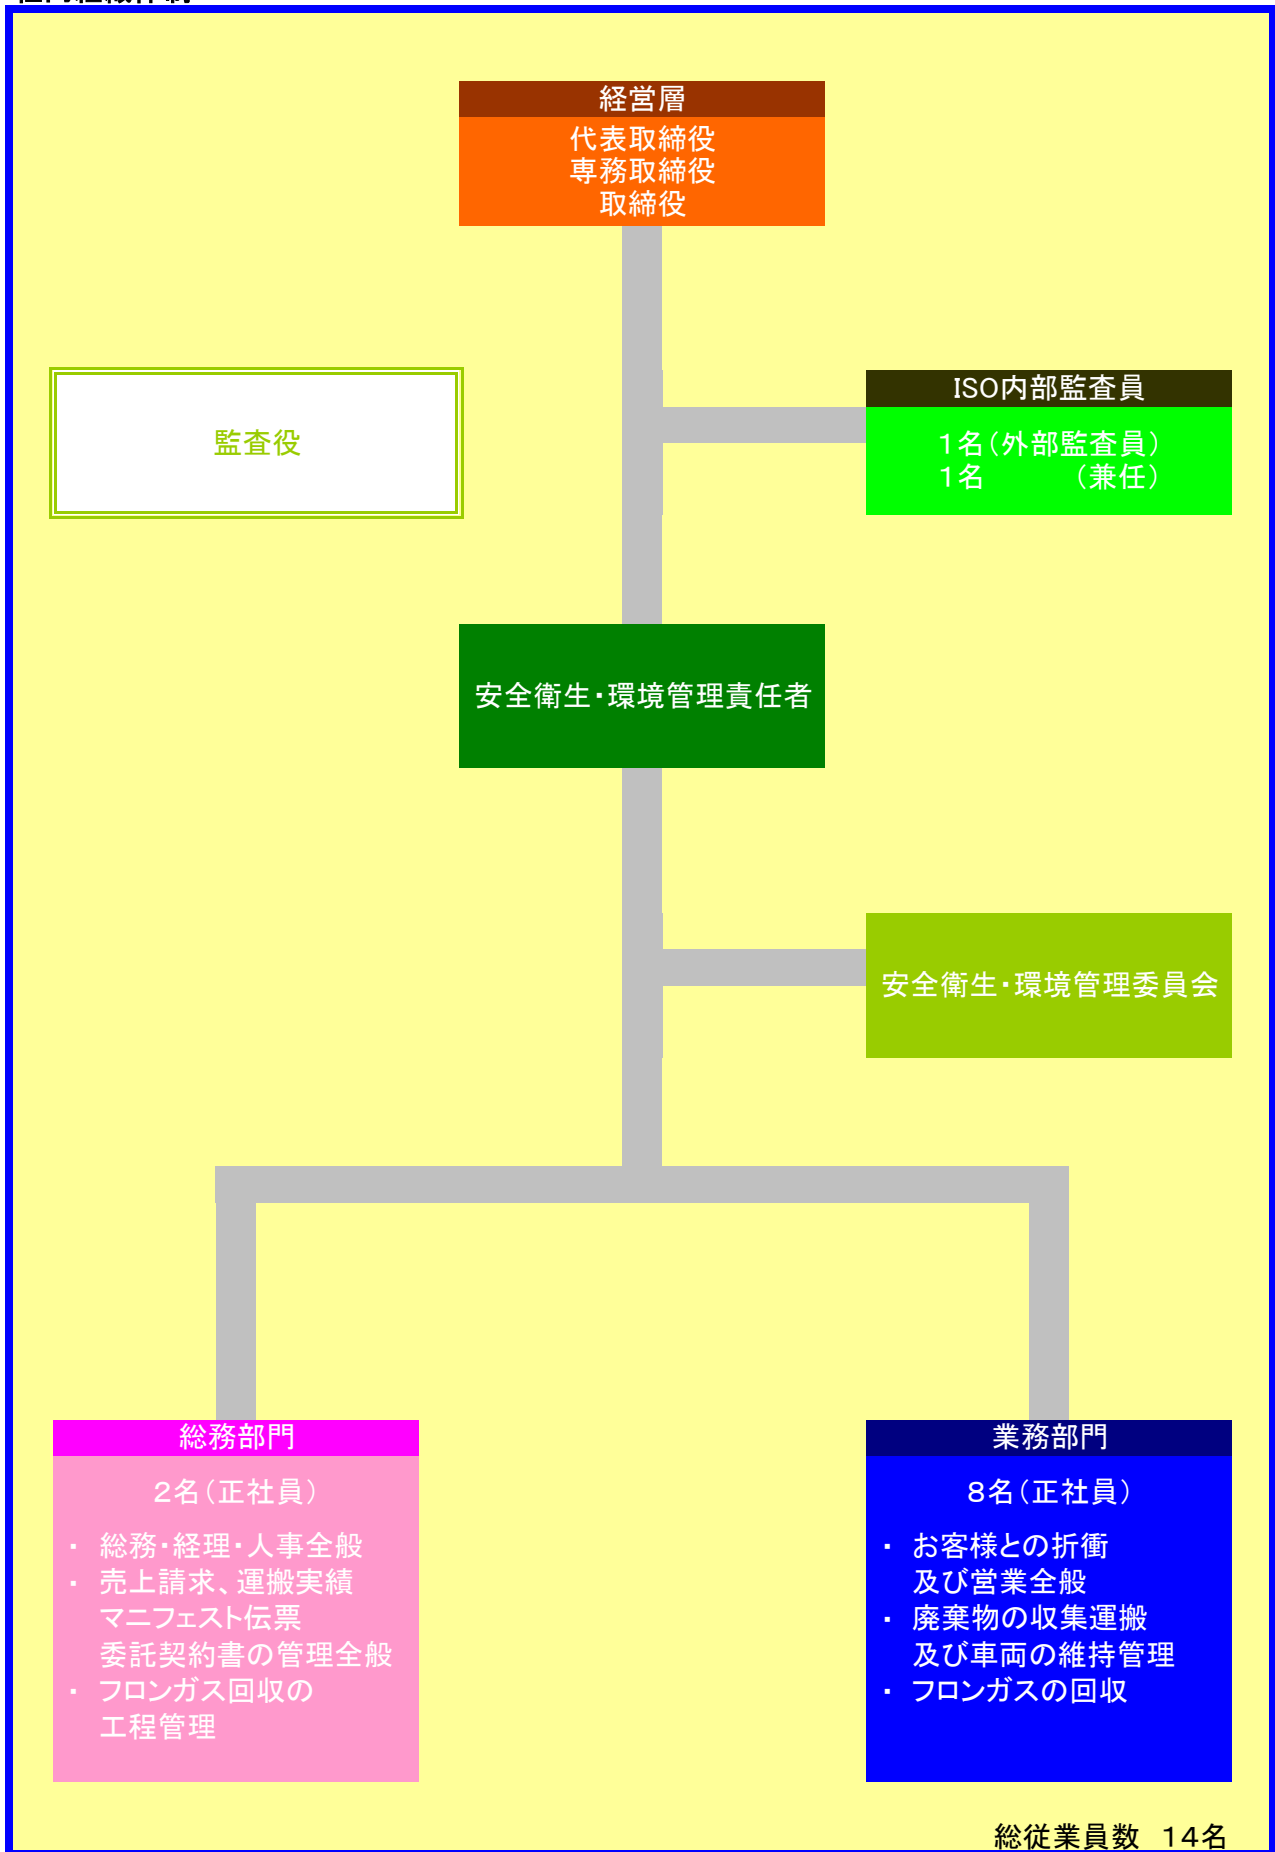 経営層
代表取締役
専務取締役
取締役
監査役
ISO内部監査員
1名(外部監査員)
1名　　　(兼任)
安全衛生・環境管理責任者
安全衛生・環境管理委員会
総務部門
2名(正社員)
・ 総務・経理・人事全般
・ 売上請求、運搬実績
マニフェスト伝票
委託契約書の管理全般
・ フロンガス回収の
工程管理
業務部門
8名(正社員)
・ お客様との折衝
及び営業全般
・ 廃棄物の収集運搬
及び車両の維持管理
・ フロンガスの回収
総従業員数　14名